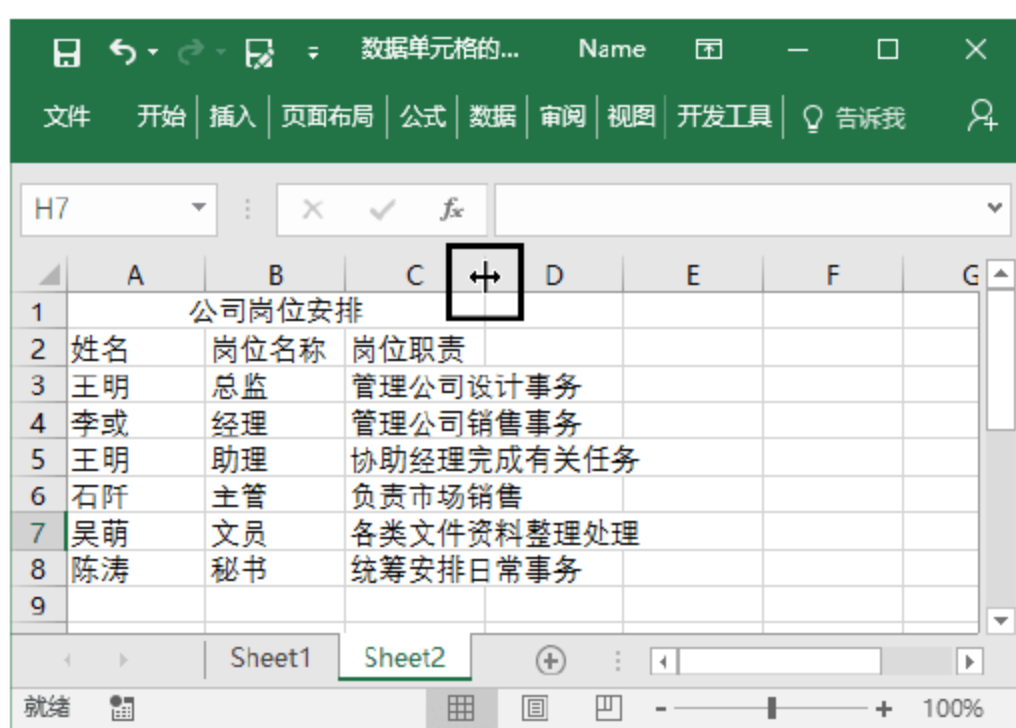 数据单元格的... Name
文件 开始 插入 页面布局 公式 数据 审阅 视图 开发工具 告诉我
H7 fx
A B C D E F G
1 公司岗位安排
2 姓名 岗位名称 岗位职责
3 王明 总监 管理公司设计事务
4 李或 经理 管理公司销售事务
5 王明 助理 协助经理完成有关任务
6 石阡 主管 负责市场销售
7 吴萌 文员 各类文件资料整理处理
8 陈涛 秘书 统筹安排日常事务
9
Sheet1 Sheet2
就绪 100%